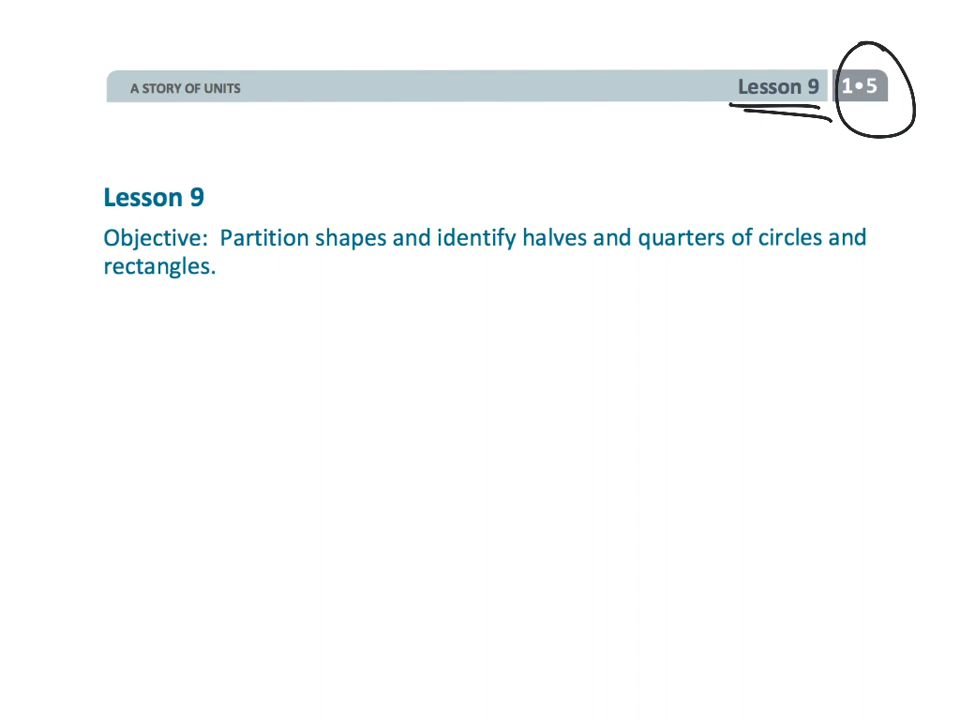 A STORY OF UNITS Lesson 9 1•5
Lesson 9
Objective: Partition shapes and identify halves and quarters of circles and
rectangles.